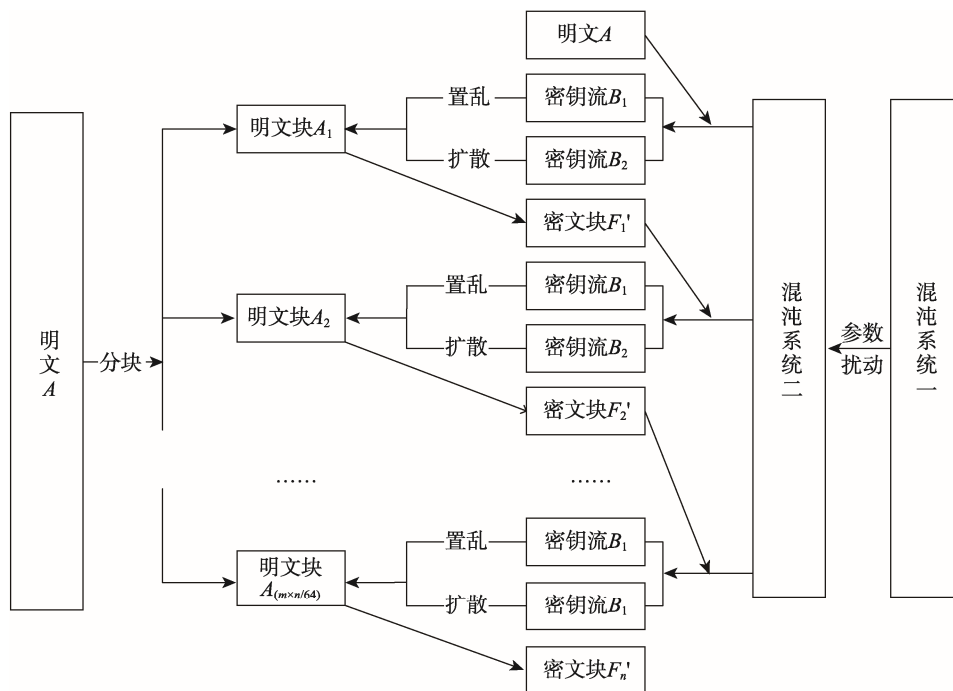 明文A
置乱
密钥流B₁
明文块A₁
扩散
密钥流B₂
密文块F₁'
置乱
密钥流B₁
明文块A₂
扩散
密钥流B₂
密文块F₂'
明文A
分块
混沌系统二
参数
扰动
混沌系统一
……
……
置乱
密钥流B₁
明文块
A₍ₘ×ₙ/₆₄₎
扩散
密钥流B₁
密文块Fₙ'